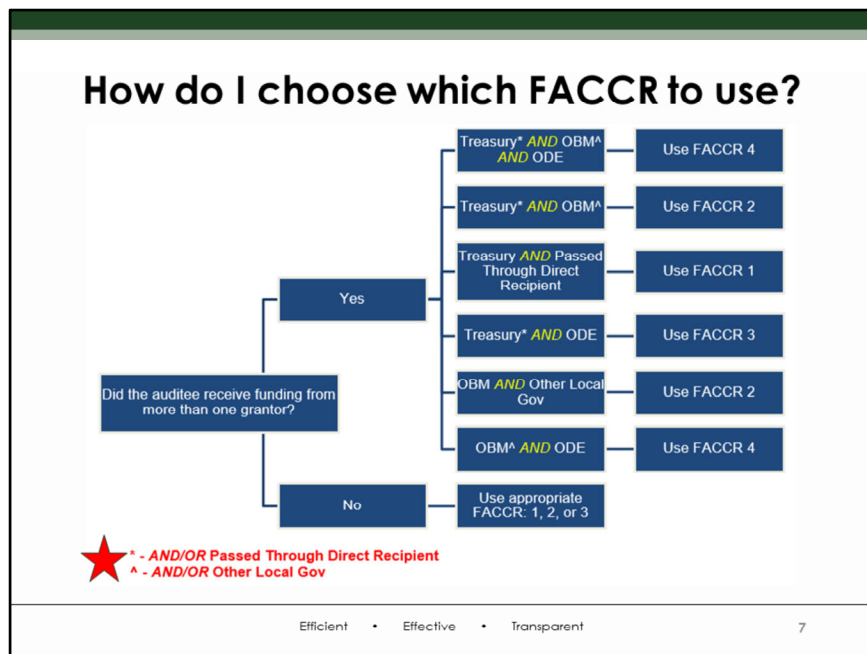 How do I choose which FACCR to use?
Treasury* AND OBM^
AND ODE
Use FACCR 4
Treasury* AND OBM^
Use FACCR 2
Treasury AND Passed
Through Direct
Recipient
Use FACCR 1
Yes
Treasury* AND ODE
Use FACCR 3
Did the auditee receive funding from
more than one grantor?
OBM AND Other Local
Gov
Use FACCR 2
OBM^ AND ODE
Use FACCR 4
No
Use appropriate
FACCR: 1, 2, or 3
* - AND/OR Passed Through Direct Recipient
^ - AND/OR Other Local Gov
Efficient • Effective • Transparent
7